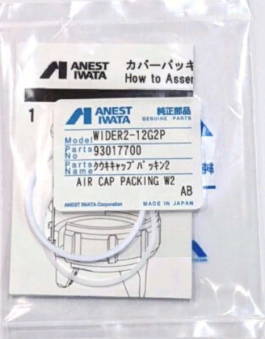 ANEST
IWATA
カバーパッキ
How to Asser
1
ANEST
IWATA
純正部品
GENUINE PARTS
Model WIDER2-12G2P
Parts No 93017700
Parts Name クウキキャップパッキン2
AIR CAP PACKING W2
AB
ANEST IWATA Corporation
MADE IN JAPAN